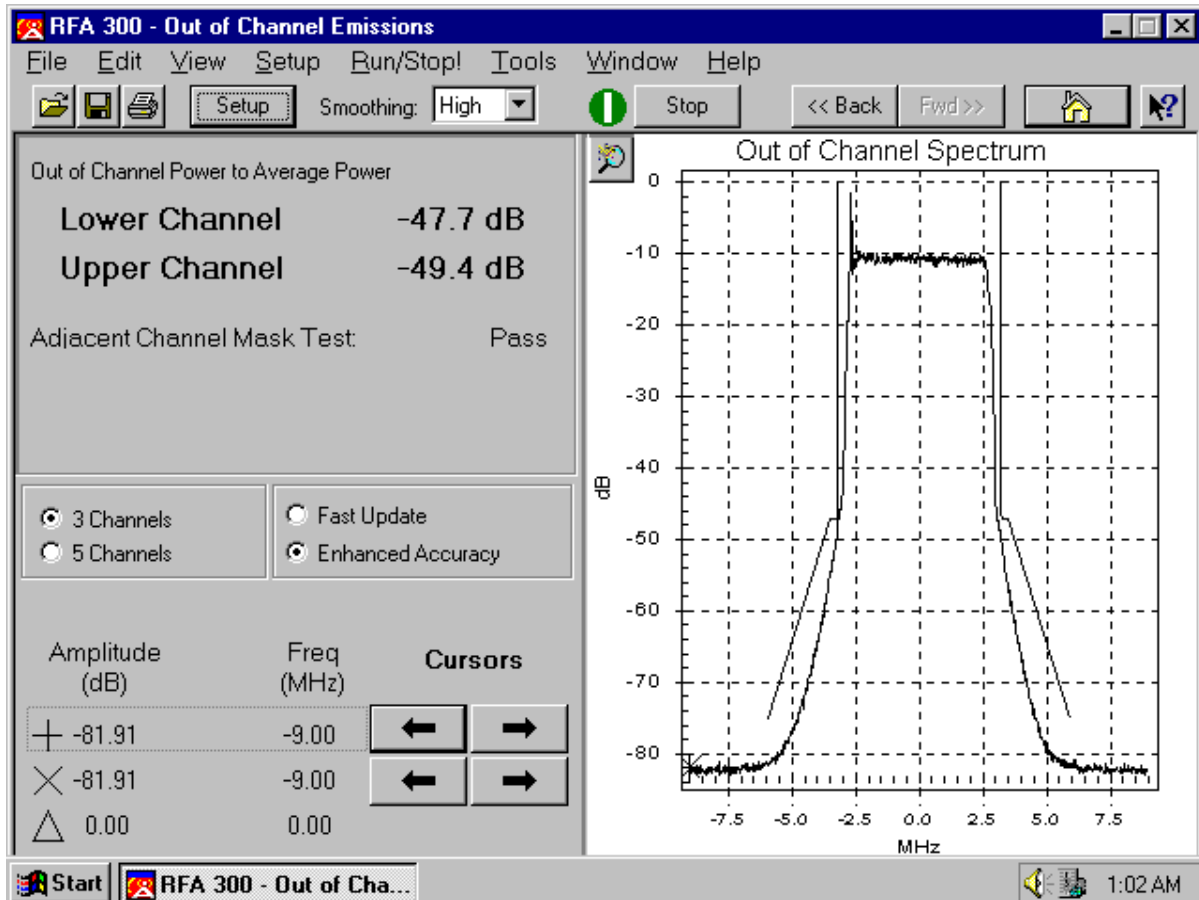 RFA 300 - Out of Channel Emissions
File Edit View Setup Run/Stop! Tools Window Help
Setup Smoothing: High Stop << Back Fwd >> ?
Out of Channel Power to Average Power
Lower Channel -47.7 dB
Upper Channel -49.4 dB
Adjacent Channel Mask Test: Pass
3 Channels
5 Channels
Fast Update
Enhanced Accuracy
Amplitude (dB) Freq (MHz) Cursors
-81.91 -9.00
-81.91 -9.00
0.00 0.00
Out of Channel Spectrum
0
-10
-20
-30
-40
-50
-60
-70
-80
dB
-7.5 -5.0 -2.5 0.0 2.5 5.0 7.5
MHz
Start RFA 300 - Out of Cha... 1:02 AM